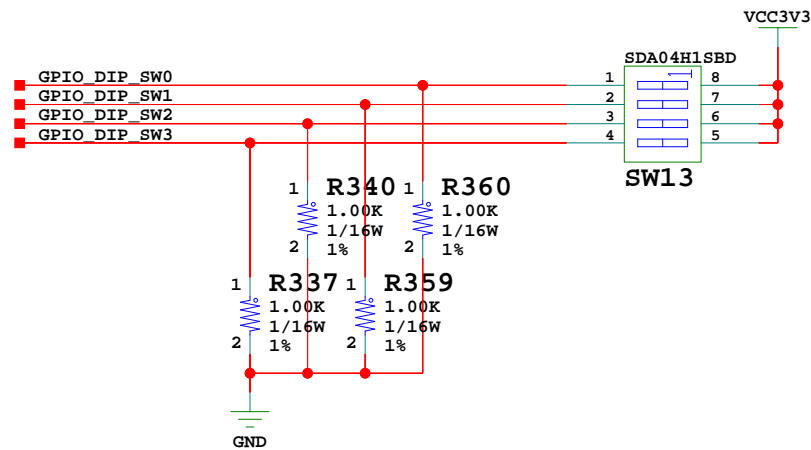 VCC3V3
SDA04H1SBD
GPIO_DIP_SW0
1
8
GPIO_DIP_SW1
2
7
GPIO_DIP_SW2
3
6
GPIO_DIP_SW3
4
5
1
SW13
1
R340
1.00K
1/16W
2
1%
1
R360
1.00K
1/16W
2
1%
1
R337
1.00K
1/16W
2
1%
1
R359
1.00K
1/16W
2
1%
GND